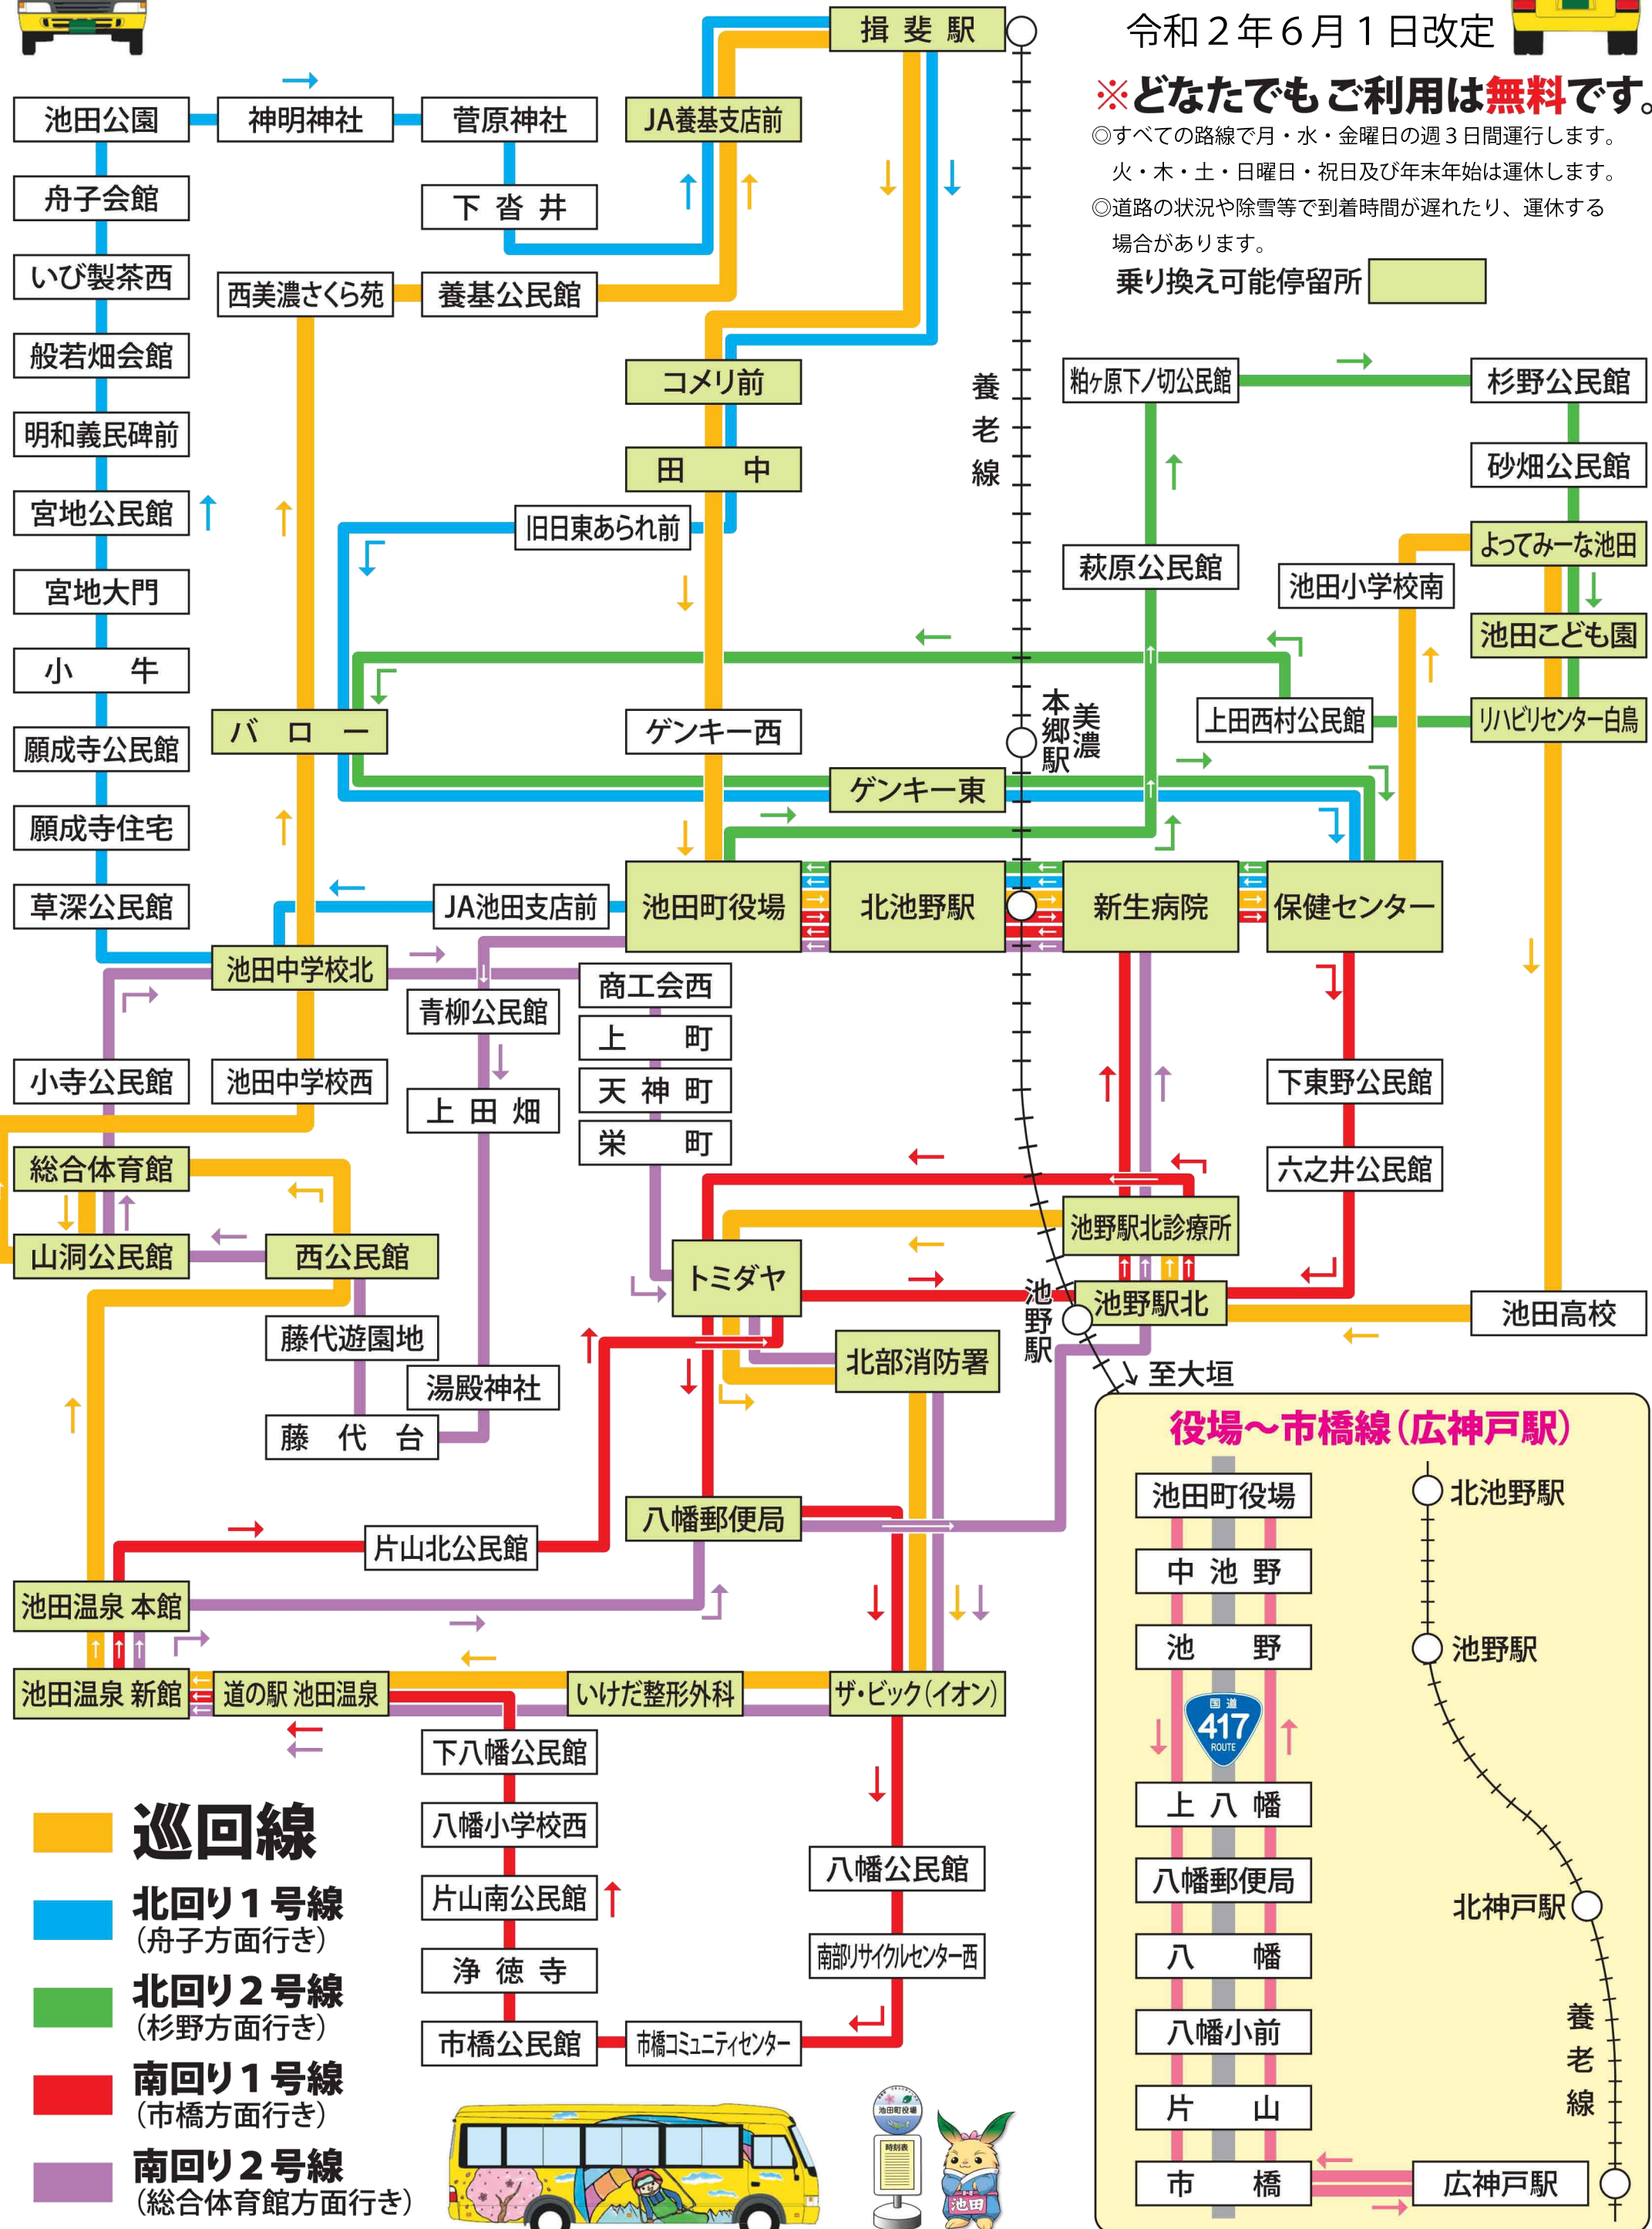 令和２年６月１日改定
※どなたでもご利用は無料です。
◎すべての路線で月・水・金曜日の週３日間運行します。
火・木・土・日曜日・祝日及び年末年始は運休します。
◎道路の状況や除雪等で到着時間が遅れたり、運休する
場合があります。
乗り換え可能停留所
揖斐駅
池田公園
神明神社
菅原神社
JA養基支店前
舟子会館
下沓井
いび製茶西
西美濃さくら苑
養基公民館
般若畑会館
コメリ前
養老線
粕ヶ原下ノ切公民館
杉野公民館
明和義民碑前
田　中
砂畑公民館
宮地公民館
旧日東あられ前
よってみーな池田
萩原公民館
池田小学校南
宮地大門
池田こども園
小　牛
願成寺公民館
バロー
ゲンキー西
美濃
本郷駅
上田西村公民館
リハビリセンター白鳥
ゲンキー東
願成寺住宅
草深公民館
JA池田支店前
池田町役場
北池野駅
新生病院
保健センター
池田中学校北
商工会西
青柳公民館
上　町
小寺公民館
池田中学校西
天神町
下東野公民館
上田畑
栄　町
総合体育館
六之井公民館
池野駅北診療所
山洞公民館
西公民館
トミダヤ
池野駅
池野駅北
池田高校
藤代遊園地
北部消防署
至大垣
湯殿神社
藤代台
八幡郵便局
片山北公民館
池田温泉 本館
池田温泉 新館
道の駅 池田温泉
いけだ整形外科
ザ・ビック（イオン）
下八幡公民館
八幡小学校西
八幡公民館
片山南公民館
南部リサイクルセンター西
浄徳寺
市橋公民館
市橋コミュニティセンター
巡回線
北回り１号線
（舟子方面行き）
北回り２号線
（杉野方面行き）
南回り１号線
（市橋方面行き）
南回り２号線
（総合体育館方面行き）
池田町役場
時刻表
池田
役場～市橋線（広神戸駅）
池田町役場
北池野駅
中池野
池　野
池野駅
国道
417
ROUTE
上八幡
八幡郵便局
北神戸駅
八　幡
八幡小前
養老線
片　山
市　橋
広神戸駅